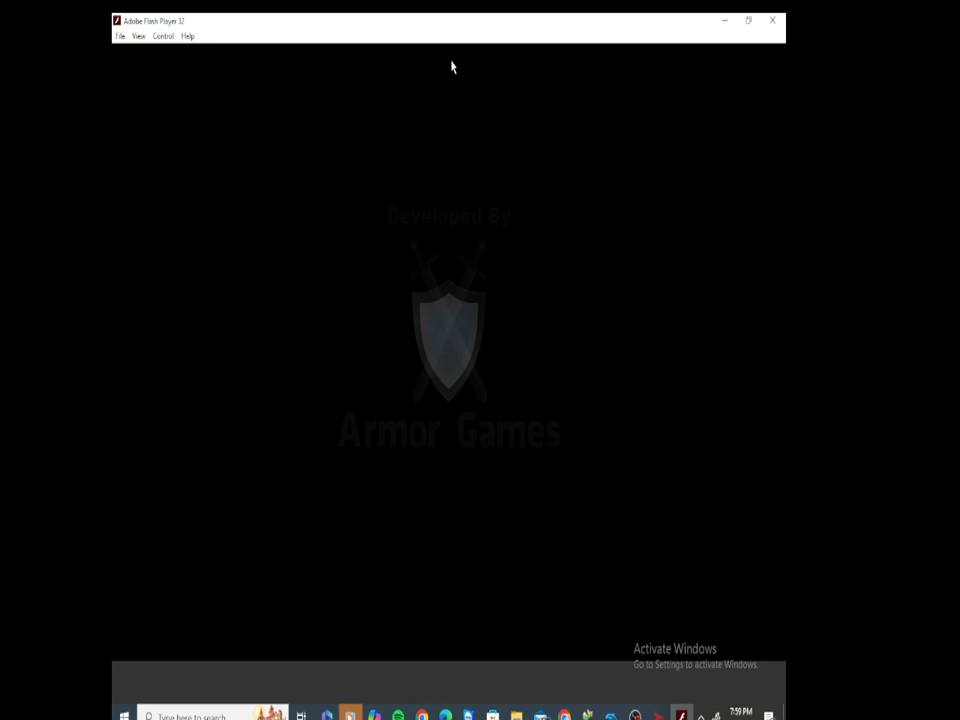 Adobe Flash Player 32
File View Control Help
Developed By
Armor Games
Activate Windows
Go to Settings to activate Windows.
Type here to search
7:59 PM